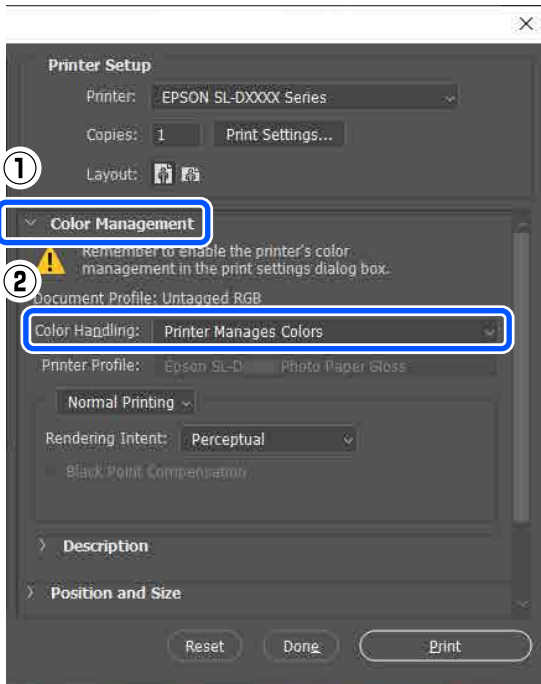 Printer Setup
Printer: EPSON SL-DXXXX Series
Copies: 1 Print Settings...
① Layout:
Color Management
Remember to enable the printer's color
management in the print settings dialog box.
②
Document Profile: Untagged RGB
Color Handling: Printer Manages Colors
Printer Profile: Epson SL-D Photo Paper Gloss
Normal Printing
Rendering Intent: Perceptual
Black Point Compensation
Description
Position and Size
Reset Done Print